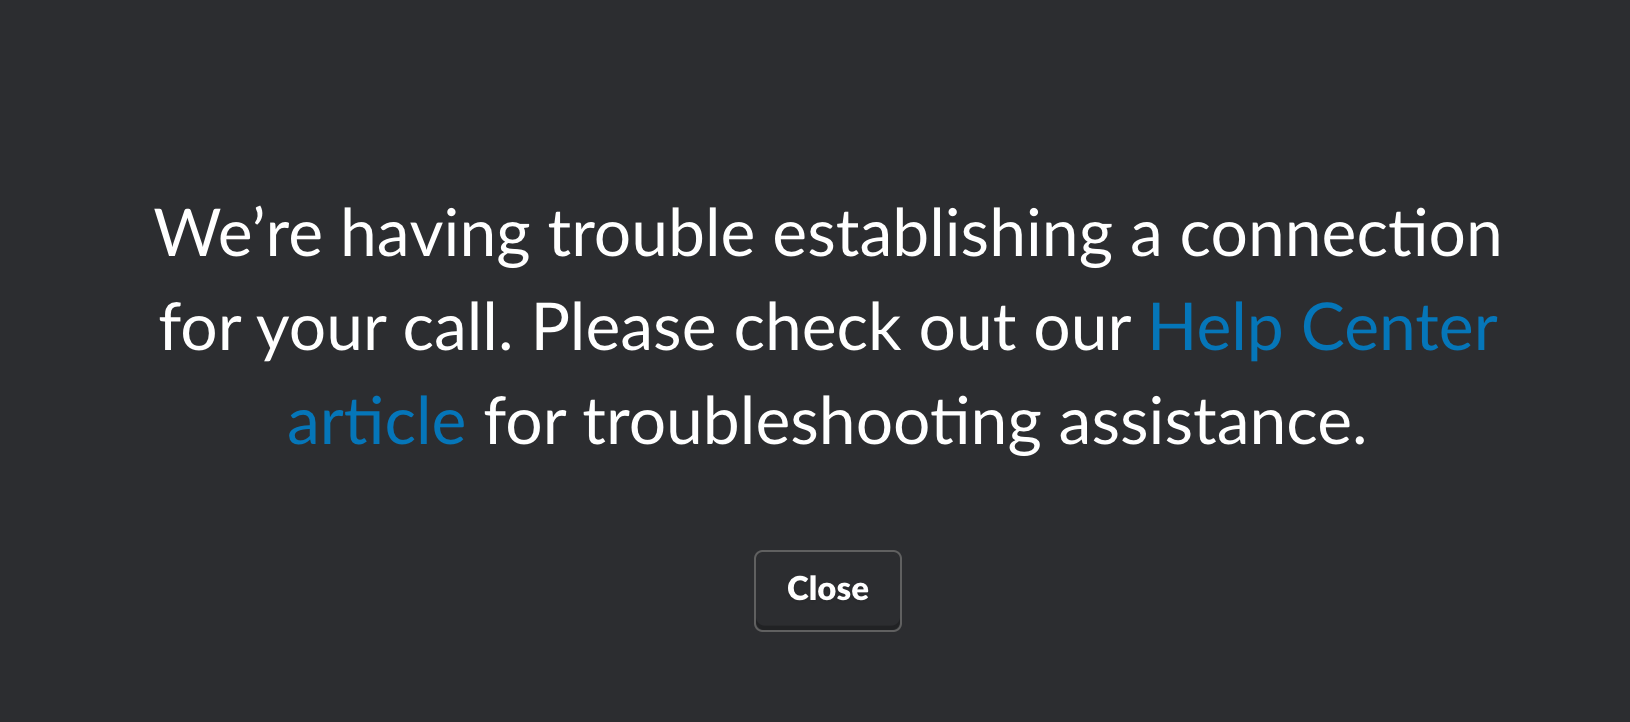 We’re having trouble establishing a connection
for your call. Please check out our Help Center
article for troubleshooting assistance.
Close